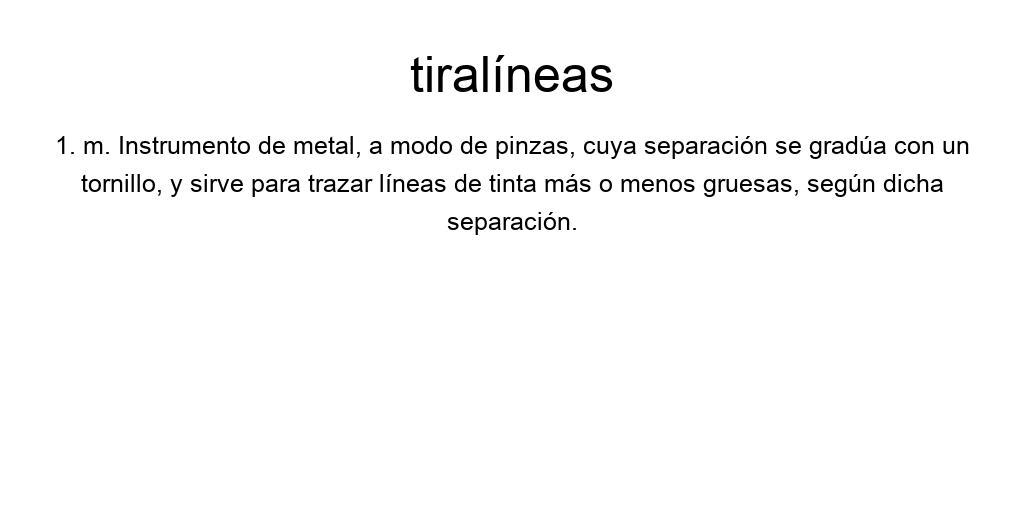 tiralíneas
1. m. Instrumento de metal, a modo de pinzas, cuya separación se gradúa con un
tornillo, y sirve para trazar líneas de tinta más o menos gruesas, según dicha
separación.